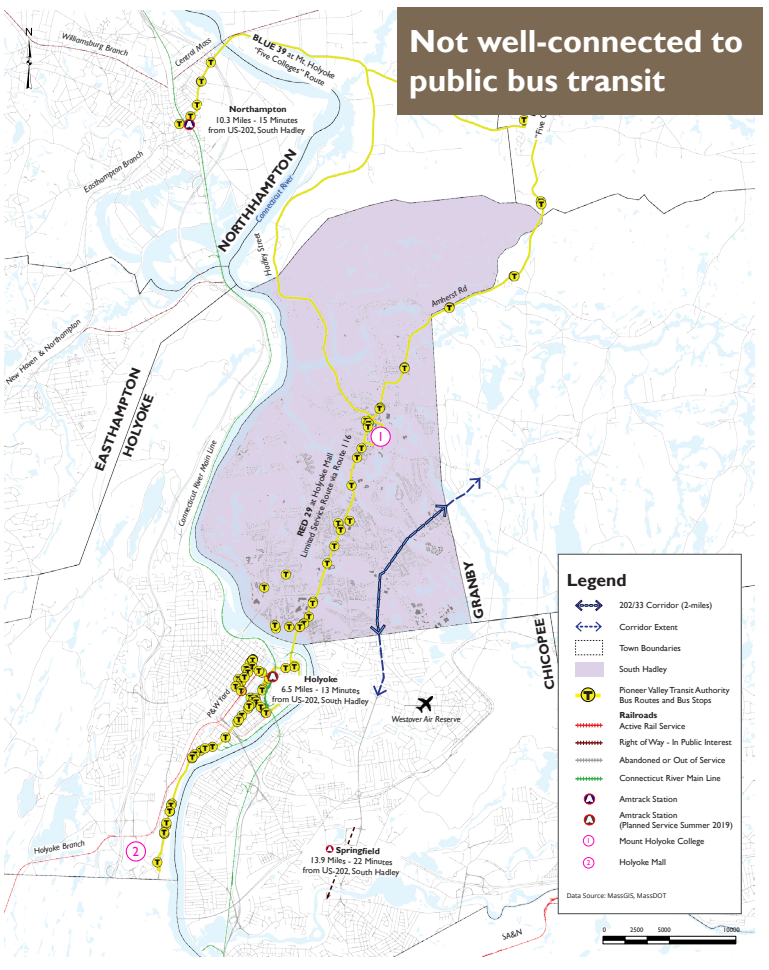 Not well-connected to
public bus transit
N
Williamsburg Branch
Central Mass
BLUE 39 at Mt. Holyoke
"Five Colleges" Route
Northampton
10.3 Miles - 15 Minutes
from US-202, South Hadley
Easthampton Branch
NORTHHAMPTON
Connecticut River
Hadley Street
"Five C
Amherst Rd
New Haven & Northampton
EASTHAMPTON
HOLYOKE
Connecticut River Main Line
1
RED 29 at Holyoke Mall
Limited Service Route via Route 116
GRANBY
CHICOPEE
P&W Yard
Holyoke
6.5 Miles - 13 Minutes
from US-202, South Hadley
Westover Air Reserve
Holyoke Branch
2
Springfield
13.9 Miles - 22 Minutes
from US-202, South Hadley
SA&N
Legend
202/33 Corridor (2-miles)
Corridor Extent
Town Boundaries
South Hadley
T
Pioneer Valley Transit Authority
Bus Routes and Bus Stops
Railroads
Active Rail Service
Right of Way - In Public Interest
Abandoned or Out of Service
Connecticut River Main Line
Amtrack Station
Amtrack Station
(Planned Service Summer 2019)
1 Mount Holyoke College
2 Holyoke Mall
Data Source: MassGIS, MassDOT
0 2500 5000 10000